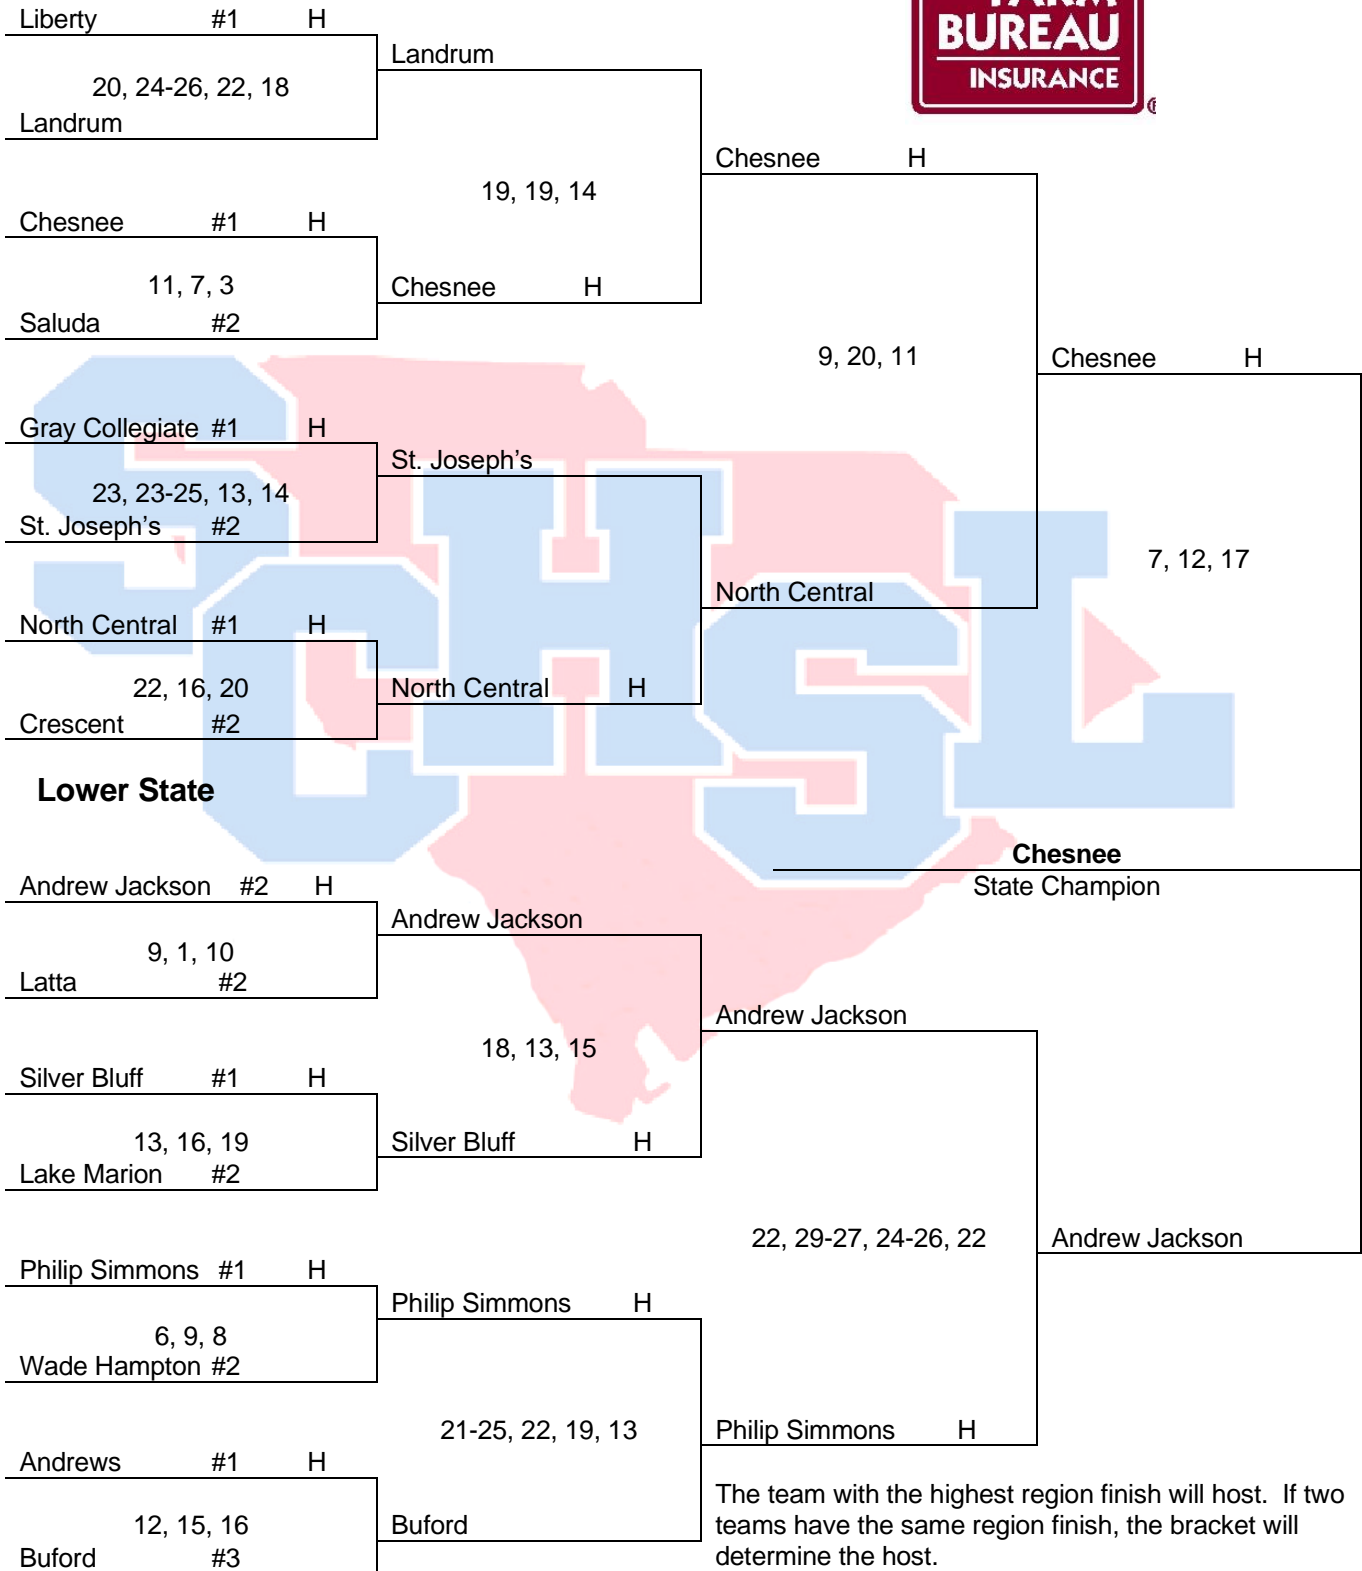 FARM
BUREAU
INSURANCE
®
Liberty #1 H
Landrum
20, 24-26, 22, 18
Landrum
Chesnee H
19, 19, 14
Chesnee #1 H
11, 7, 3
Chesnee H
Saluda #2
9, 20, 11
Chesnee H
Gray Collegiate #1 H
St. Joseph's
23, 23-25, 13, 14
St. Joseph's #2
7, 12, 17
North Central
North Central #1 H
22, 16, 20
North Central H
Crescent #2
SCHSL
Lower State
Chesnee
State Champion
Andrew Jackson #2 H
Andrew Jackson
9, 1, 10
Latta #2
Andrew Jackson
18, 13, 15
Silver Bluff #1 H
13, 16, 19
Silver Bluff H
Lake Marion #2
22, 29-27, 24-26, 22
Andrew Jackson
Philip Simmons #1 H
Philip Simmons H
6, 9, 8
Wade Hampton #2
21-25, 22, 19, 13
Philip Simmons H
Andrews #1 H
12, 15, 16
Buford
Buford #3
The team with the highest region finish will host. If two
teams have the same region finish, the bracket will
determine the host.